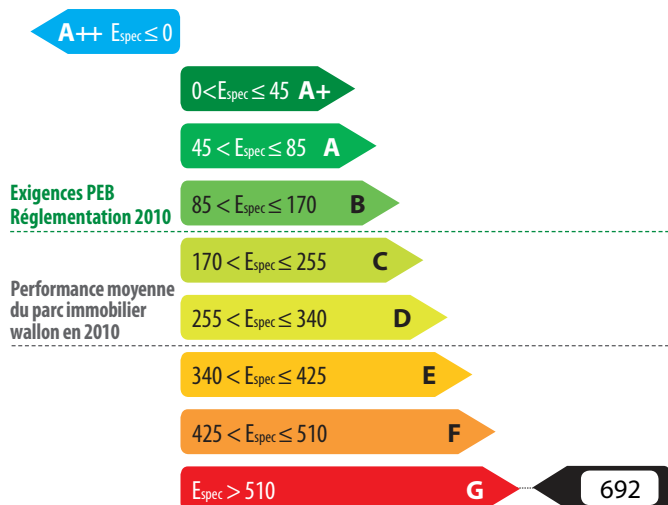 A++ Espec ≤ 0
0<Espec ≤ 45 A+
45 < Espec ≤ 85 A
Exigences PEB
Réglementation 2010
85 < Espec ≤ 170 B
170 < Espec ≤ 255 C
Performance moyenne
du parc immobilier
wallon en 2010
255 < Espec ≤ 340 D
340 < Espec ≤ 425 E
425 < Espec ≤ 510 F
Espec > 510 G 692